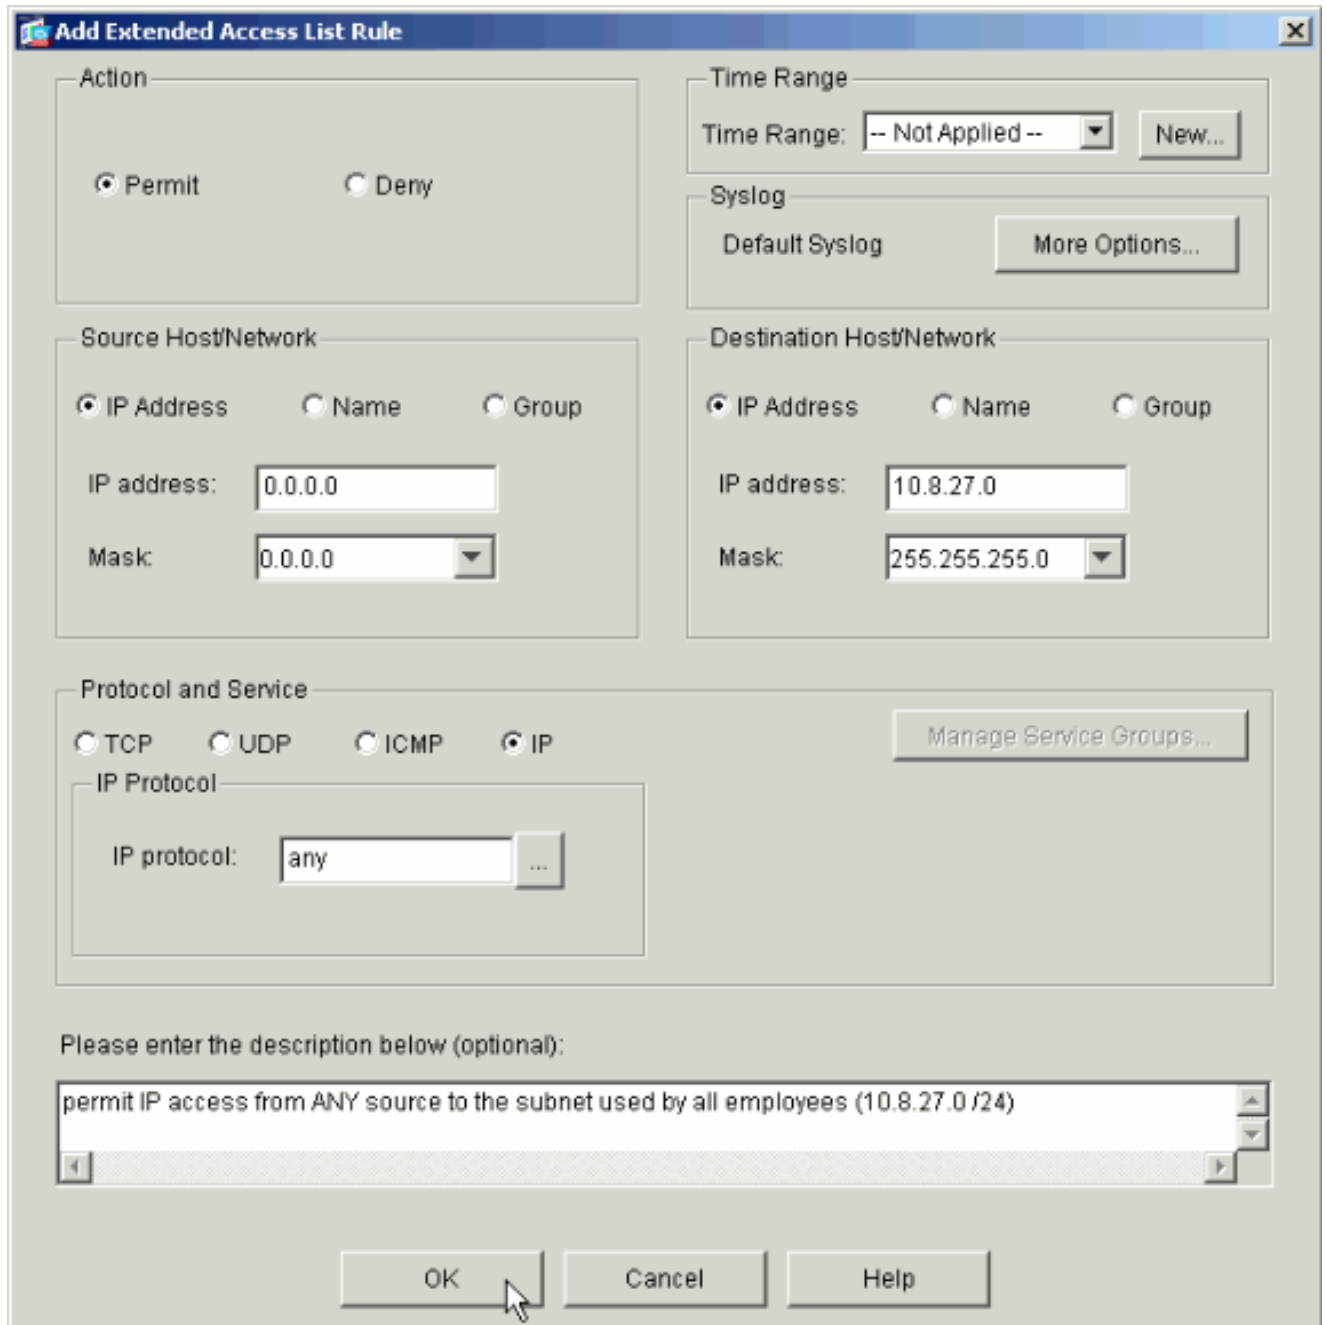 Add Extended Access List Rule
Action
Permit Deny
Time Range
Time Range: -- Not Applied -- New...
Syslog
Default Syslog More Options...
Source Host/Network
IP Address Name Group
IP address: 0.0.0.0
Mask: 0.0.0.0
Destination Host/Network
IP Address Name Group
IP address: 10.8.27.0
Mask: 255.255.255.0
Protocol and Service
TCP UDP ICMP IP
Manage Service Groups...
IP Protocol
IP protocol: any ...
Please enter the description below (optional):
permit IP access from ANY source to the subnet used by all employees (10.8.27.0 /24)
OK Cancel Help